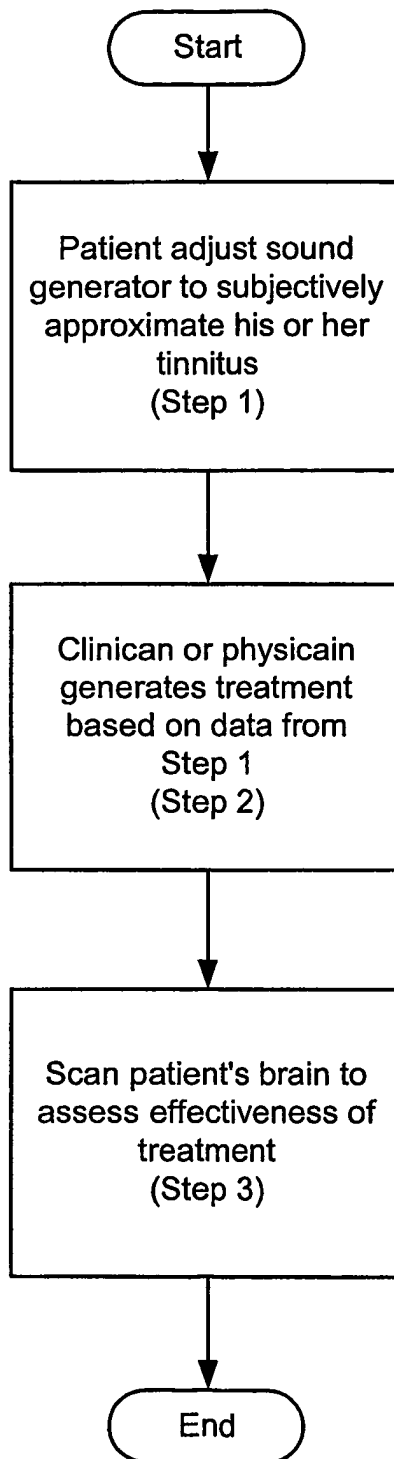 Start
Patient adjust sound
generator to subjectively
approximate his or her
tinnitus
(Step 1)
Clinican or physicain
generates treatment
based on data from
Step 1
(Step 2)
Scan patient's brain to
assess effectiveness of
treatment
(Step 3)
End